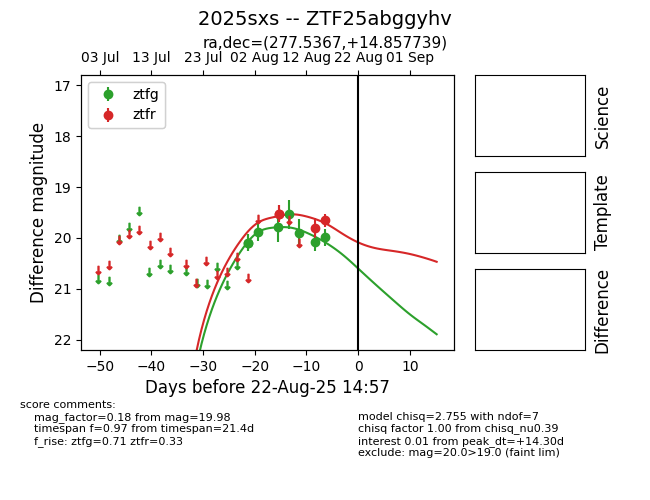 2025sxs -- ZTF25abggyhv
ra,dec=(277.5367,+14.857739)
03 Jul 13 Jul 23 Jul 02 Aug 12 Aug 22 Aug 01 Sep
ztfg
ztfr
17
18
19
20
21
22
Difference magnitude
−50 −40 −30 −20 −10 0 10
Days before 22-Aug-25 14:57
Science
Template
Difference
score comments:
mag_factor=0.18 from mag=19.98
timespan f=0.97 from timespan=21.4d
f_rise: ztfg=0.71 ztfr=0.33
model chisq=2.755 with ndof=7
chisq factor 1.00 from chisq_nu0.39
interest 0.01 from peak_dt=+14.30d
exclude: mag=20.0>19.0 (faint lim)